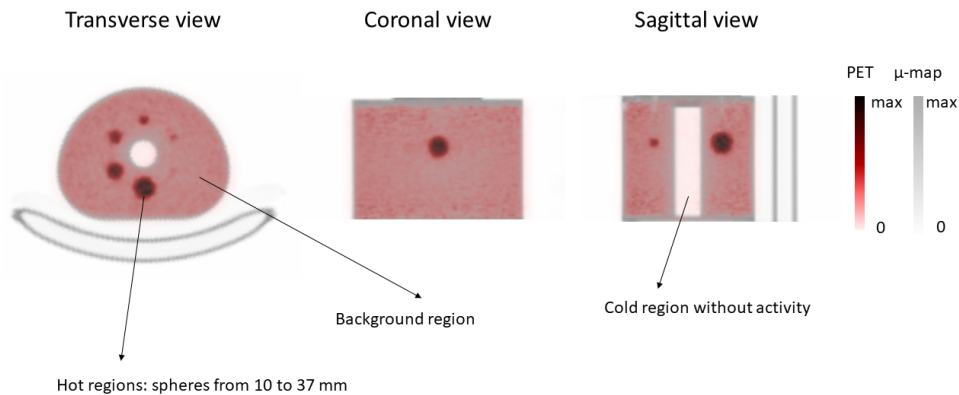 Transverse view
Coronal view
Sagittal view
PET
μ-map
max
max
0
0
Background region
Cold region without activity
Hot regions: spheres from 10 to 37 mm